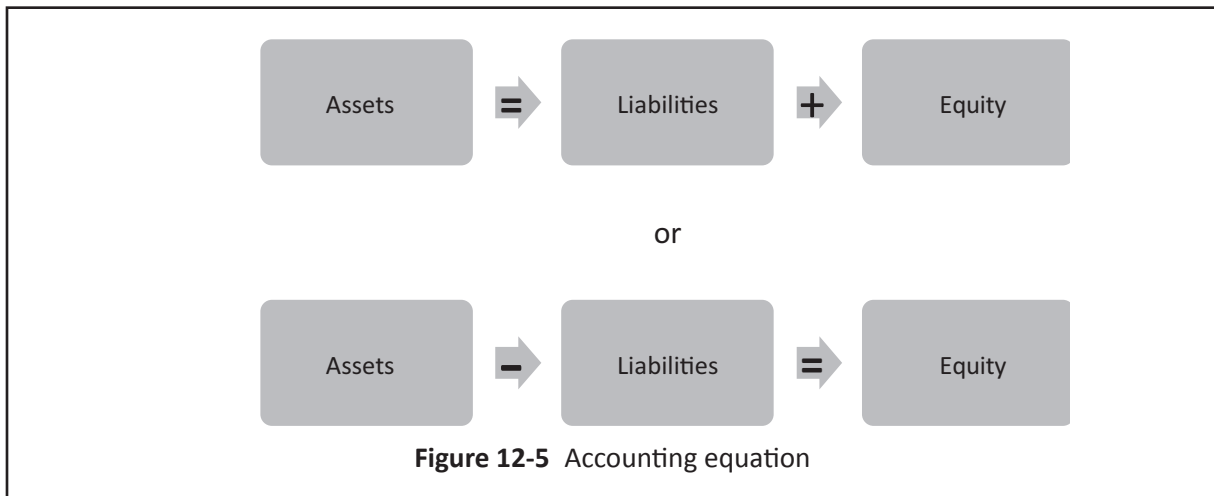 Assets = Liabilities + Equity
or
Assets - Liabilities = Equity
Figure 12-5 Accounting equation